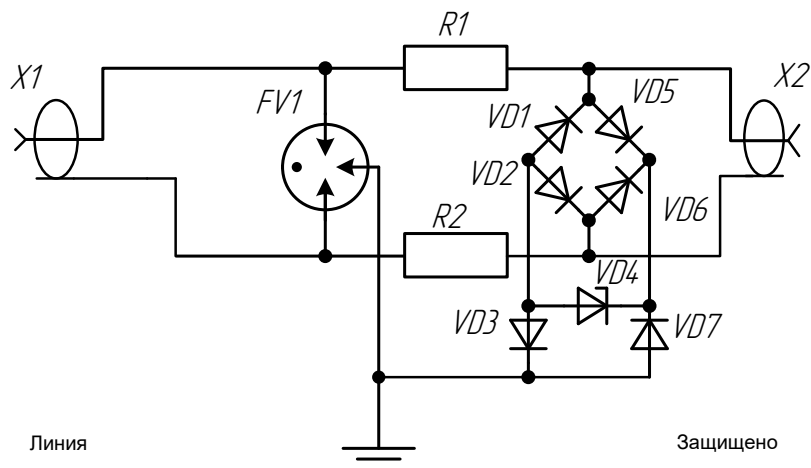 R1
X1
X2
FV1
VD1
VD5
VD2
R2
VD6
VD4
VD3
VD7
Линия
Защищено